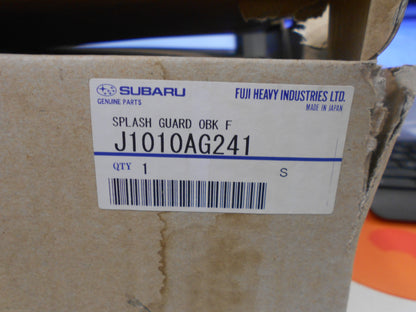 SUBARU
GENUINE PARTS
FUJI HEAVY INDUSTRIES LTD.
MADE IN JAPAN
SPLASH GUARD OBK F
J1010AG241
QTY 1 S